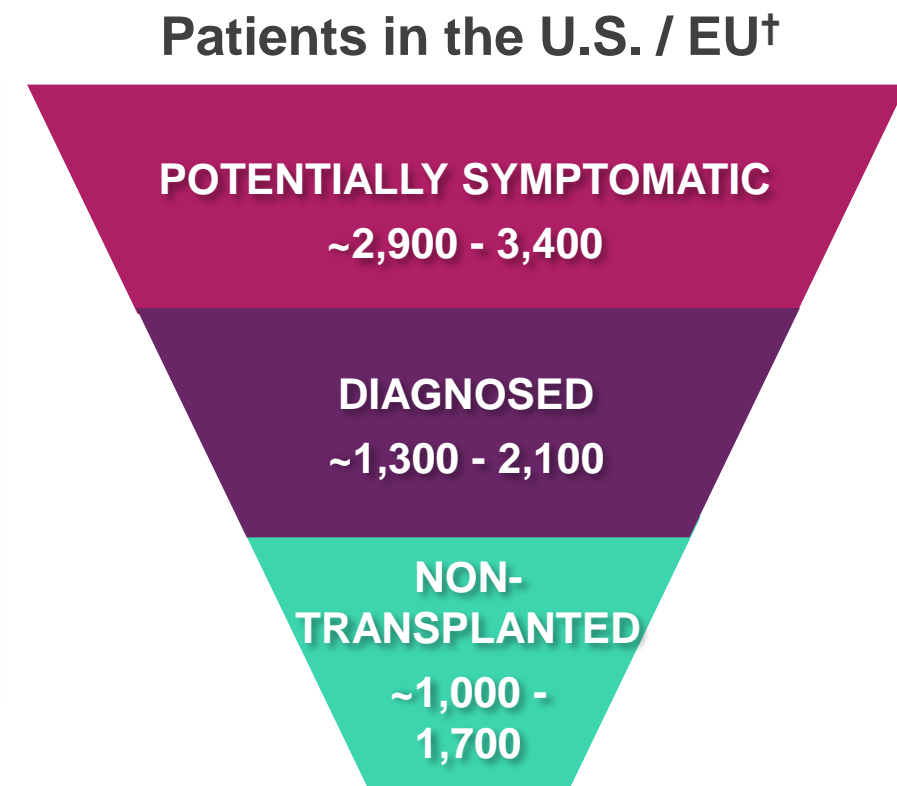 Patients in the U.S. / EU†
POTENTIALLY SYMPTOMATIC
~2,900 - 3,400
DIAGNOSED
~1,300 - 2,100
NON-
TRANSPLANTED
~1,000 -
1,700